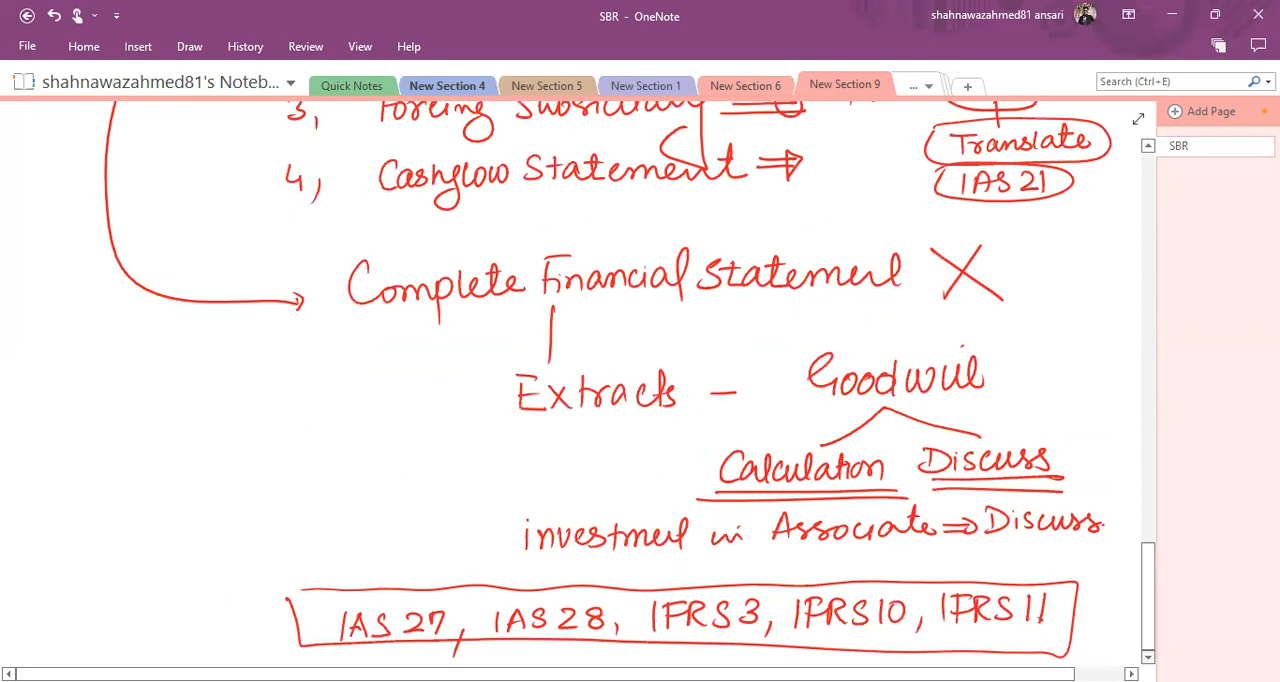 SBR - OneNote
shahnawazahmed81 ansari
File Home Insert Draw History Review View Help
shahnawazahmed81's Noteb...
Quick Notes New Section 4 New Section 5 New Section 1 New Section 6 New Section 9 ...
Search (Ctrl+E)
Add Page
SBR
3, Foreing Subsidiary
Translate
4, Cashflow Statement ⇒
IAS 21
Complete Financial Statement X
Extracts - Goodwill
Calculation Discuss
investment in Associate ⇒ Discuss.
IAS 27, IAS 28, IFRS 3, IFRS 10, IFRS 11